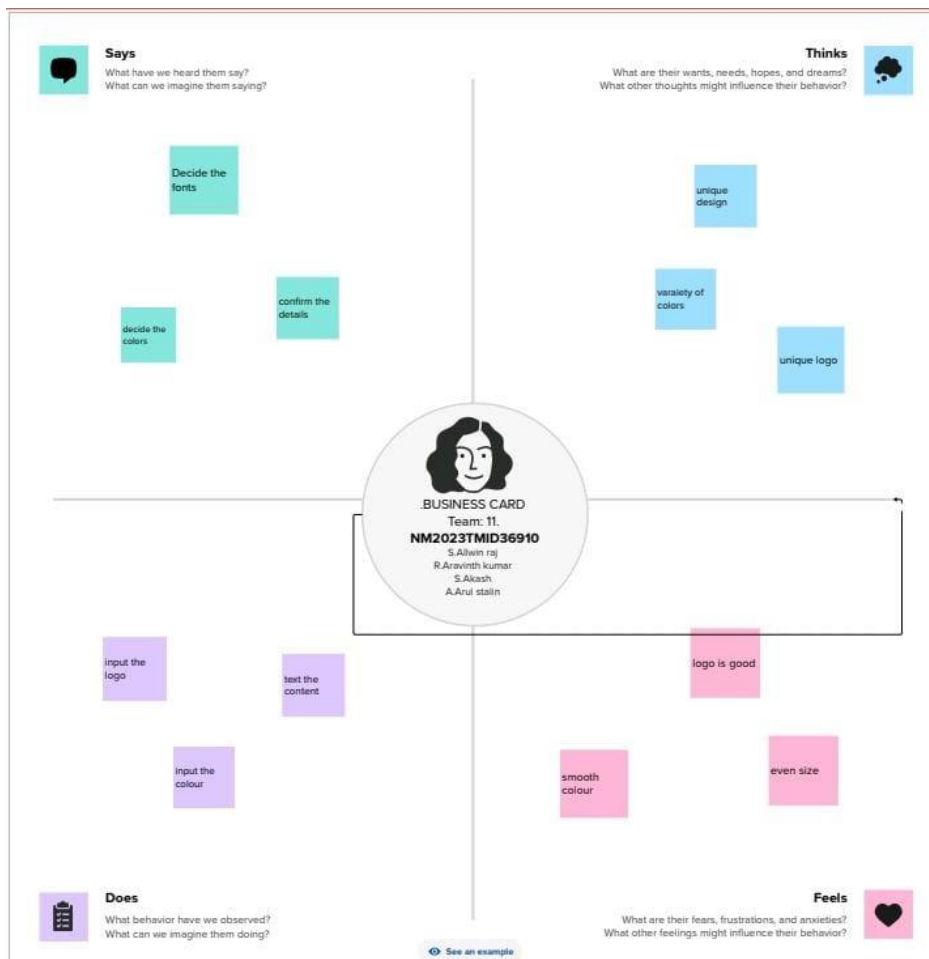 Says
What have we heard them say?
What can we imagine them saying?
Thinks
What are their wants, needs, hopes, and dreams?
What other thoughts might influence their behavior?
Decide the
fonts
decide the
colors
confirm the
details
unique
design
varaiety of
colors
unique logo
.BUSINESS CARD
Team: 11.
NM2023TMID36910
S.Allwin raj
R.Aravinth kumar
S.Akash
A.Arul stalin
input the
logo
text the
content
input the
colour
logo is good
smooth
colour
even size
Does
What behavior have we observed?
What can we imagine them doing?
Feels
What are their fears, frustrations, and anxieties?
What other feelings might influence their behavior?
See an example